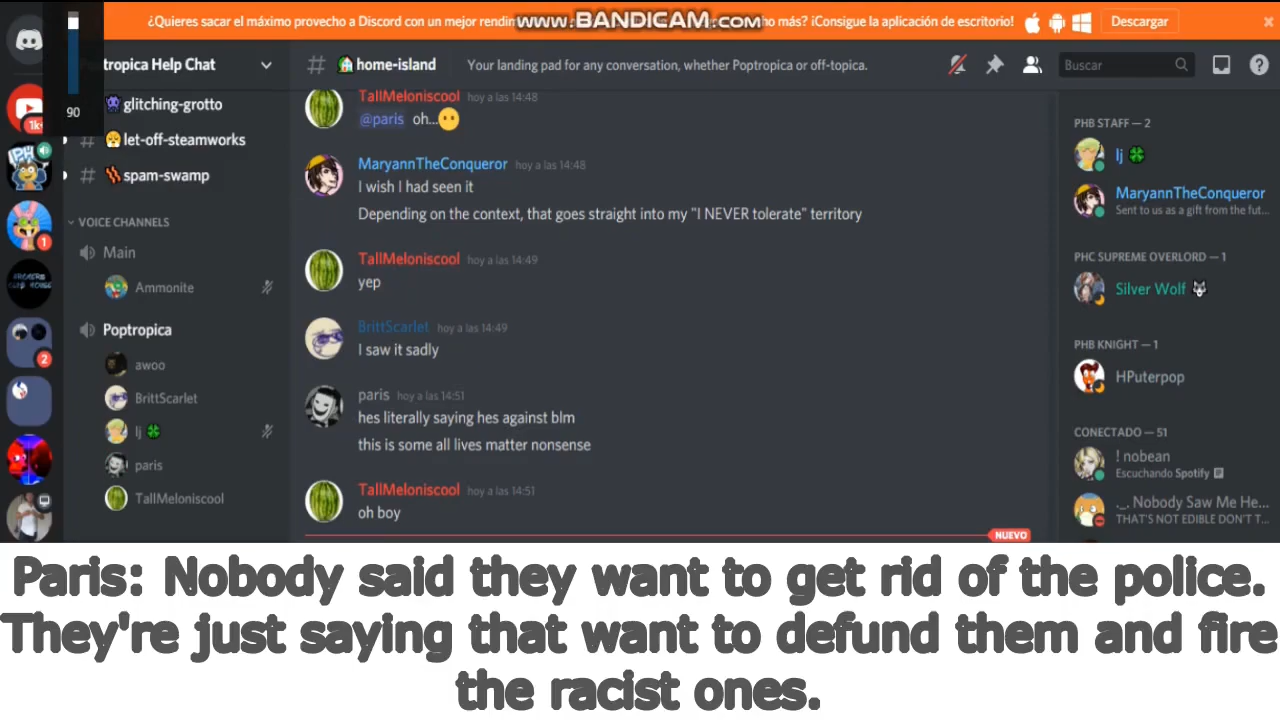 ¿Quieres sacar el máximo provecho a Discord con un mejor rendim
www.BANDICAM.com
ho más? ¡Consigue la aplicación de escritorio!
Descargar
tropica Help Chat
# home-island
Your landing pad for any conversation, whether Poptropica or off-topica.
Buscar
90
1k
1
2
glitching-grotto
# let-off-steamworks
# spam-swamp
VOICE CHANNELS
Main
Ammonite
Poptropica
awoo
BrittScarlet
lj
paris
TallMeloniscool
TallMeloniscool hoy a las 14:48
@paris oh...
MaryannTheConqueror hoy a las 14:48
I wish I had seen it
Depending on the context, that goes straight into my "I NEVER tolerate" territory
TallMeloniscool hoy a las 14:49
yep
BrittScarlet hoy a las 14:49
I saw it sadly
paris hoy a las 14:51
hes literally saying hes against blm
this is some all lives matter nonsense
TallMeloniscool hoy a las 14:51
oh boy
NUEVO
PHB STAFF — 2
lj
MaryannTheConqueror
Sent to us as a gift from the fut...
PHC SUPREME OVERLORD — 1
Silver Wolf
PHB KNIGHT — 1
HPuterpop
CONECTADO — 51
! nobean
Escuchando Spotify
._. Nobody Saw Me He...
THAT'S NOT EDIBLE DON'T T...
Paris: Nobody said they want to get rid of the police.
They're just saying that want to defund them and fire
the racist ones.